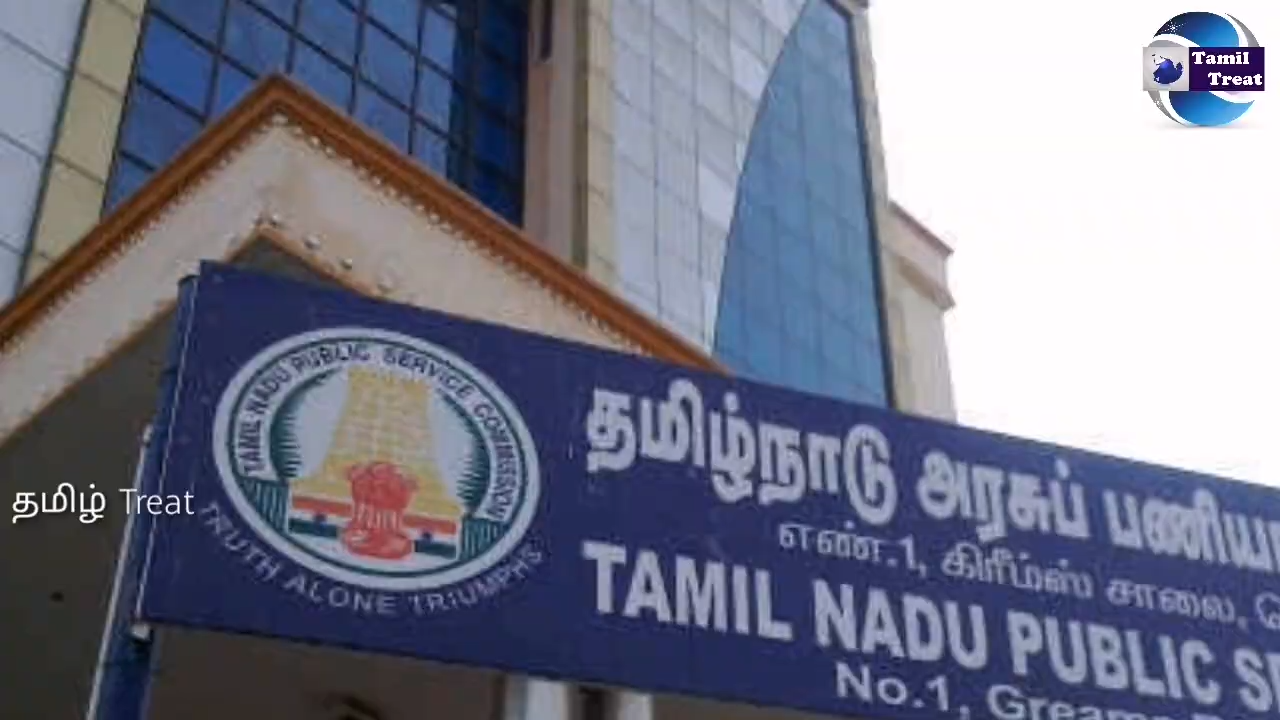 Tamil
Treat
TAMIL NADU PUBLIC SERVICE COMMISSION
TRUTH ALONE TRIUMPHS
தமிழ்நாடு அரசுப்
எண்.1, கிரீம்ஸ் சாலை,
TAMIL NADU PUBLIC
No.1,
தமிழ் Treat